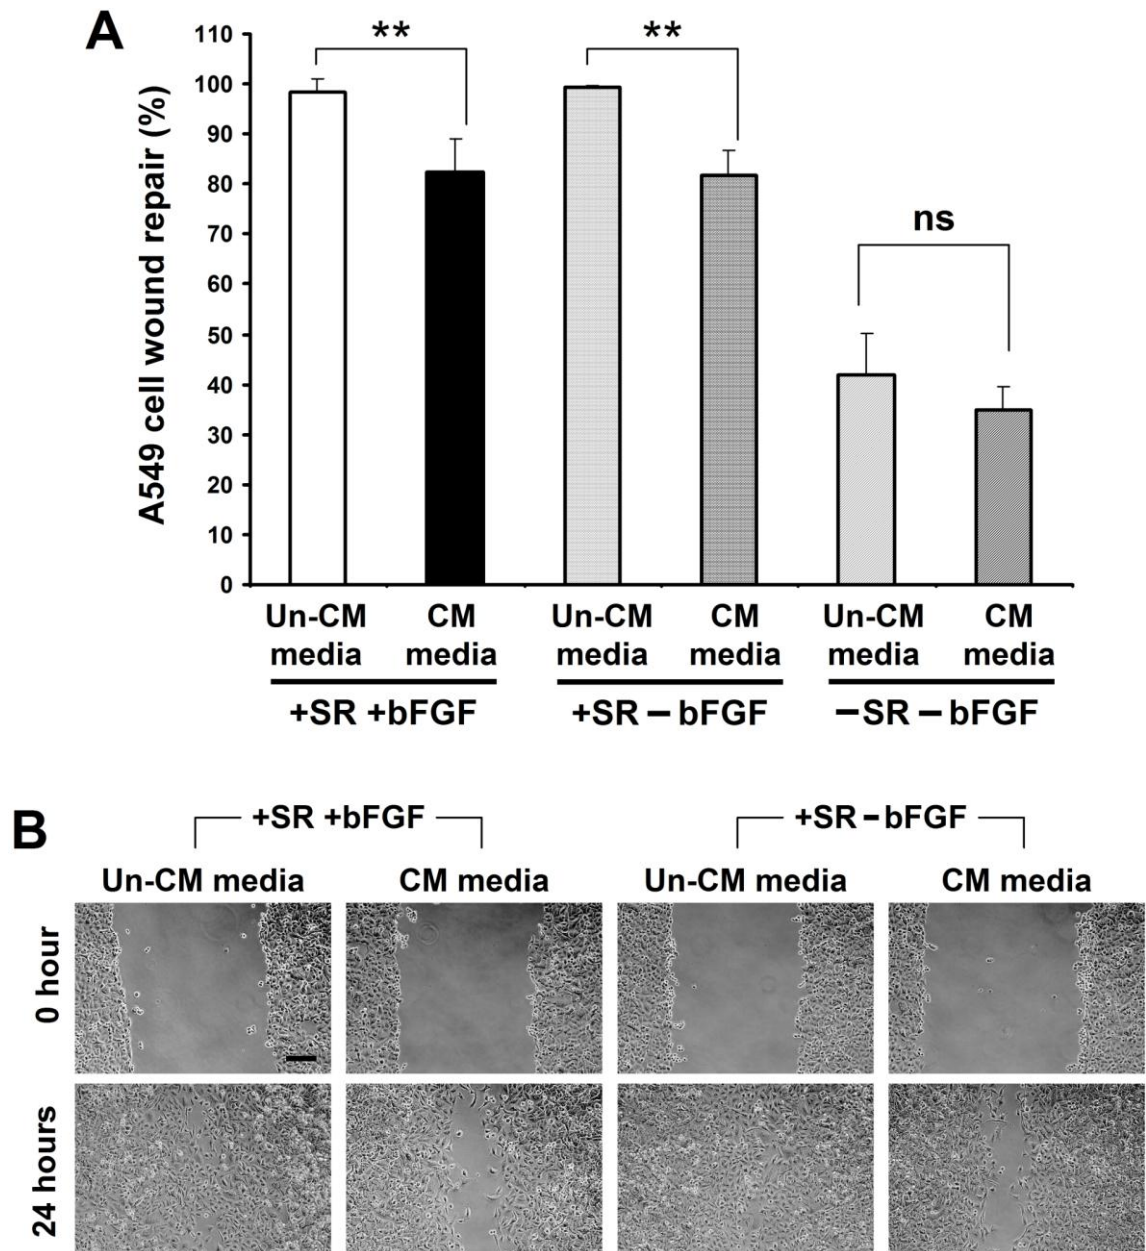 A
** **
ns
A549 cell wound repair (%)
110
100
90
80
70
60
50
40
30
20
10
0
Un-CM media CM media Un-CM media CM media Un-CM media CM media
+SR +bFGF +SR – bFGF –SR – bFGF
B
+SR +bFGF +SR – bFGF
Un-CM media CM media Un-CM media CM media
0 hour
24 hours